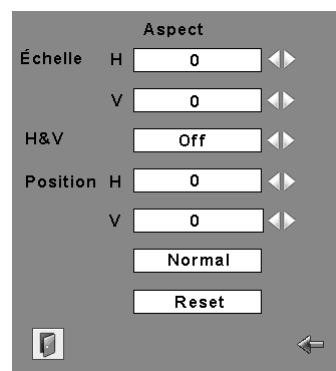 Aspect
Échelle H 0
V 0
H&V Off
Position H 0
V 0
Normal
Reset